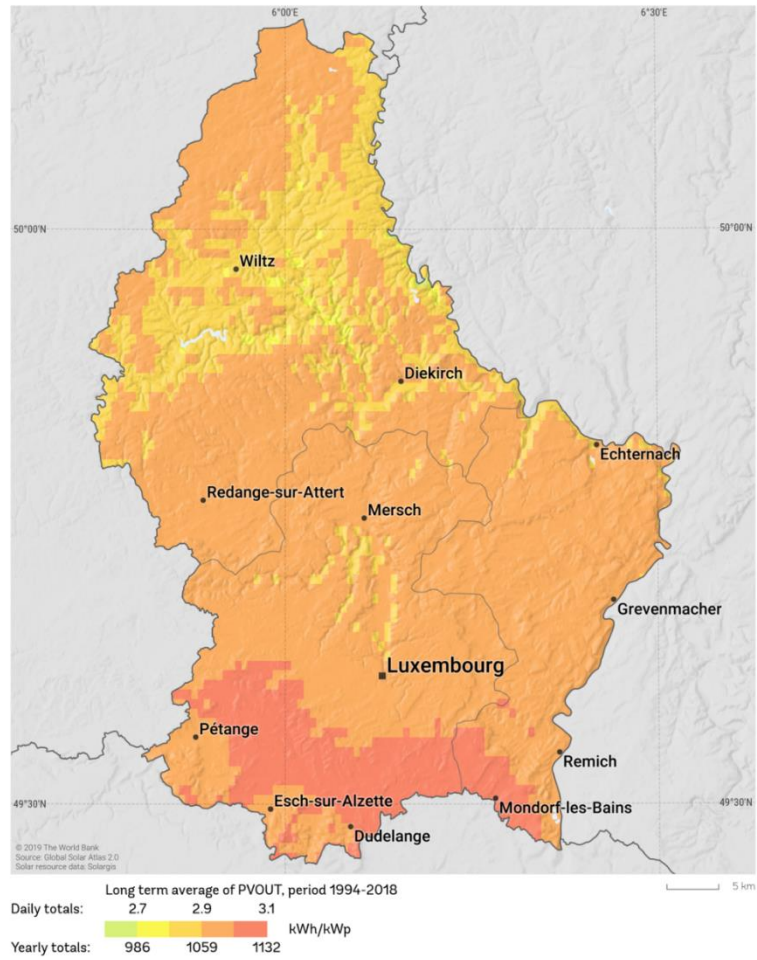 6°00'E 6°30'E
50°00'N 50°00'N
Wiltz
Diekirch
Echternach
Redange-sur-Attert
Mersch
Grevenmacher
Luxembourg
Pétange
Remich
49°30'N Esch-sur-Alzette Mondorf-les-Bains 49°30'N
Dudelange
© 2019 The World Bank
Source: Global Solar Atlas 2.0
Solar resource data: Solargis
Long term average of PVOUT, period 1994-2018
5 km
Daily totals: 2.7 2.9 3.1
kWh/kWp
Yearly totals: 986 1059 1132